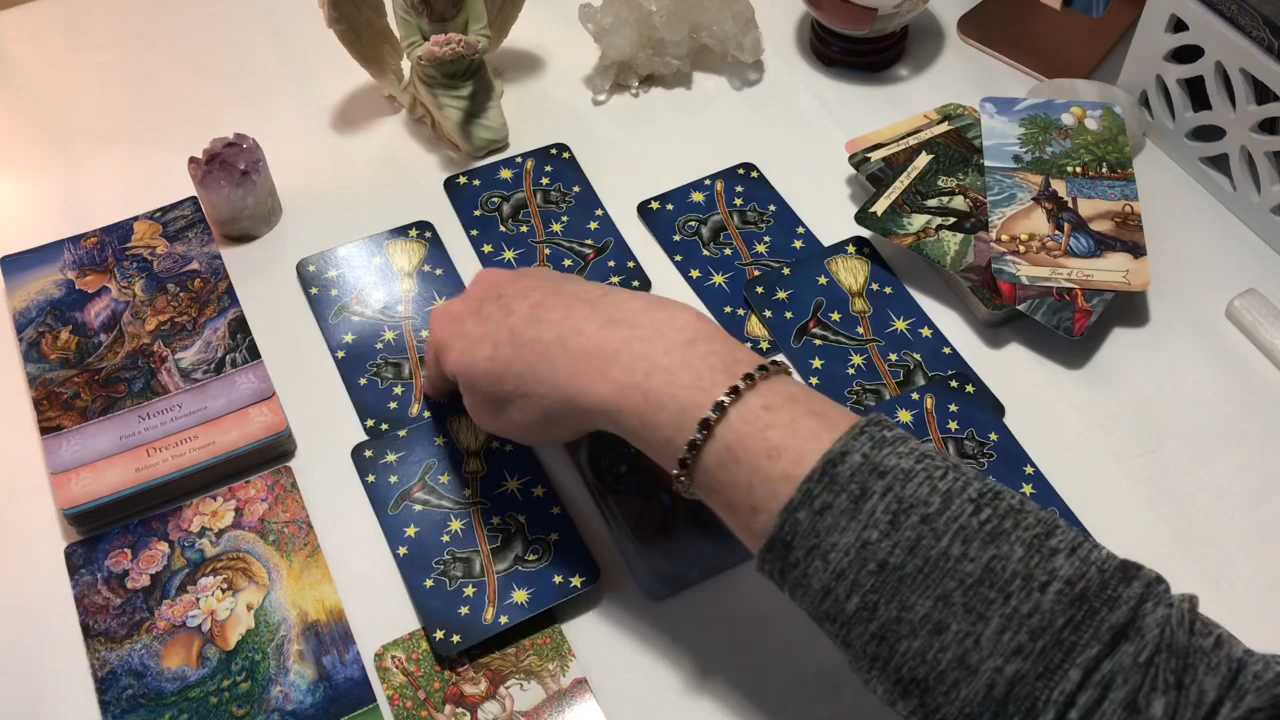 Money
Find a Way to Abundance
Dreams
Believe in Your Dreams
Five of Cups